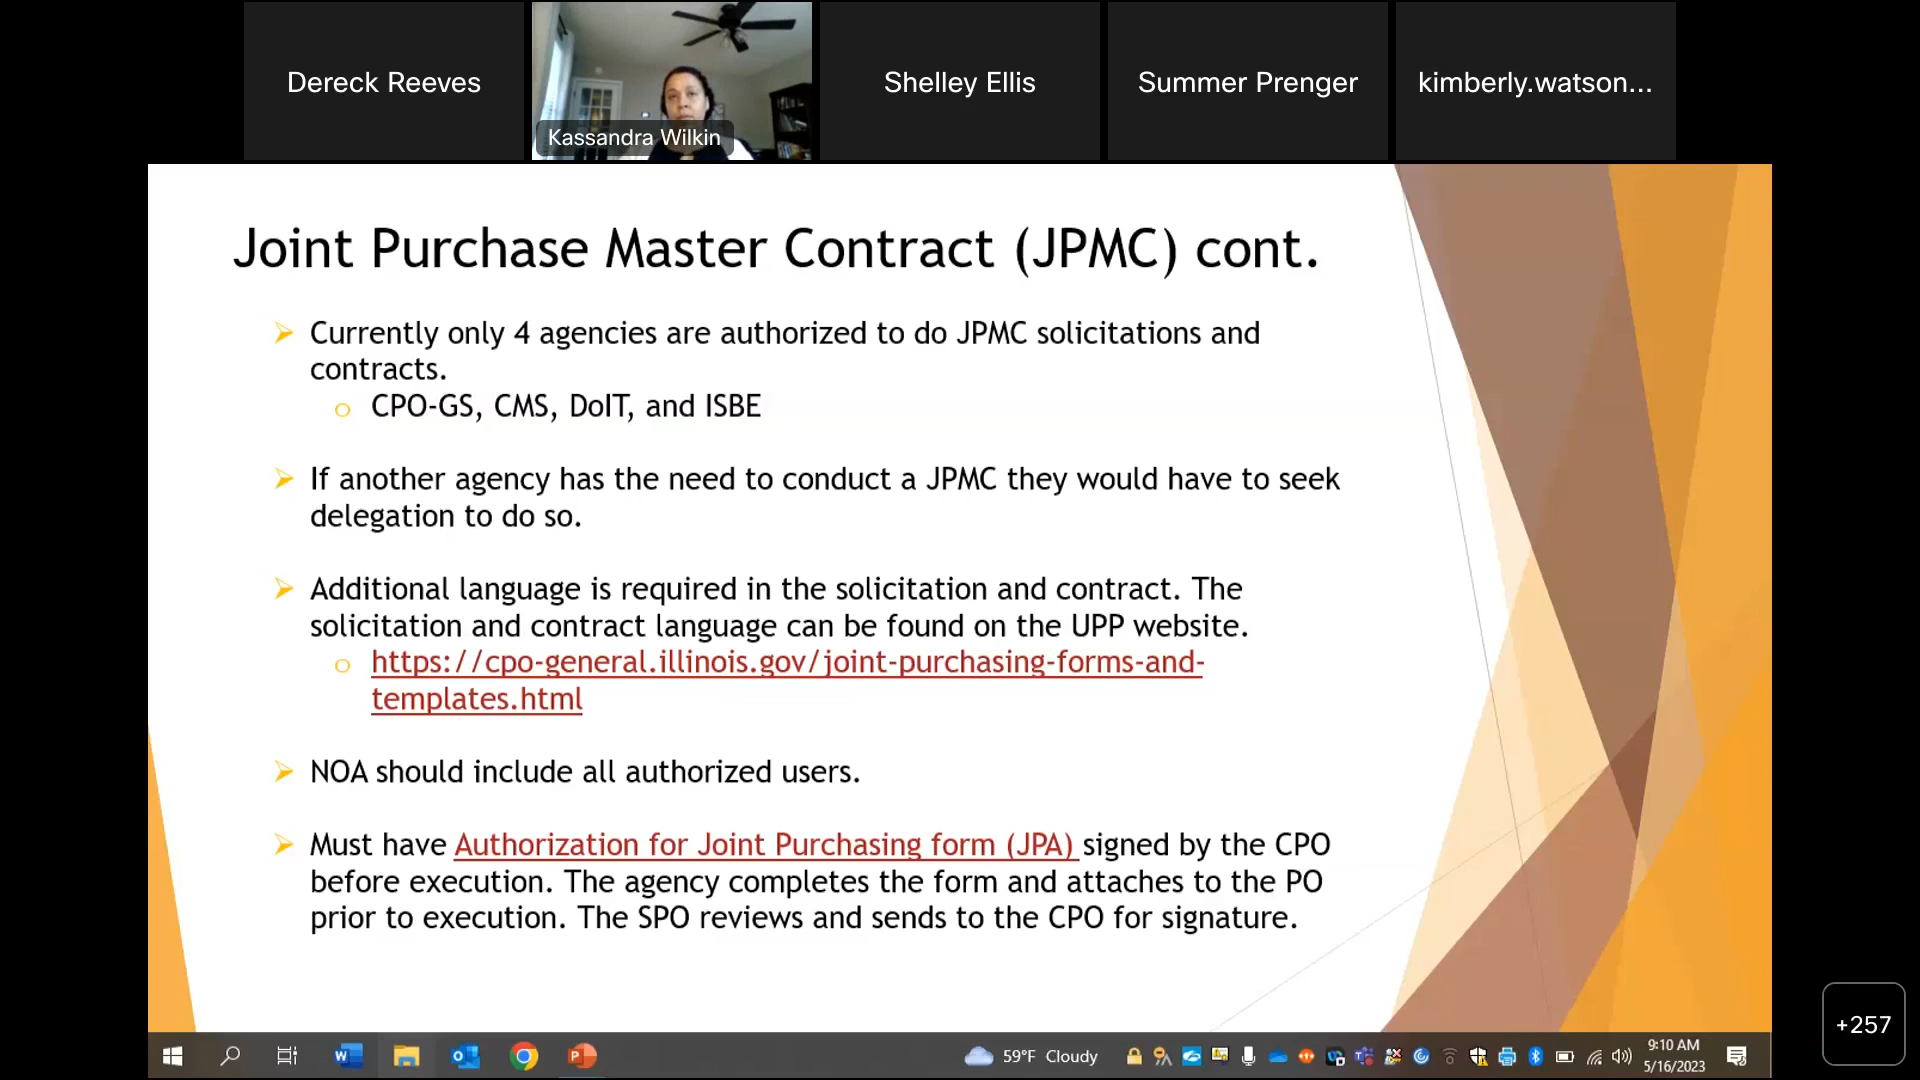 Dereck Reeves
Kassandra Wilkin
Shelley Ellis
Summer Prenger
kimberly.watson...
Joint Purchase Master Contract (JPMC) cont.
Currently only 4 agencies are authorized to do JPMC solicitations and
contracts.
CPO-GS, CMS, DoIT, and ISBE
If another agency has the need to conduct a JPMC they would have to seek
delegation to do so.
Additional language is required in the solicitation and contract. The
solicitation and contract language can be found on the UPP website.
https://cpo-general.illinois.gov/joint-purchasing-forms-and-
templates.html
NOA should include all authorized users.
Must have Authorization for Joint Purchasing form (JPA) signed by the CPO
before execution. The agency completes the form and attaches to the PO
prior to execution. The SPO reviews and sends to the CPO for signature.
+257
59°F Cloudy
9:10 AM
5/16/2023